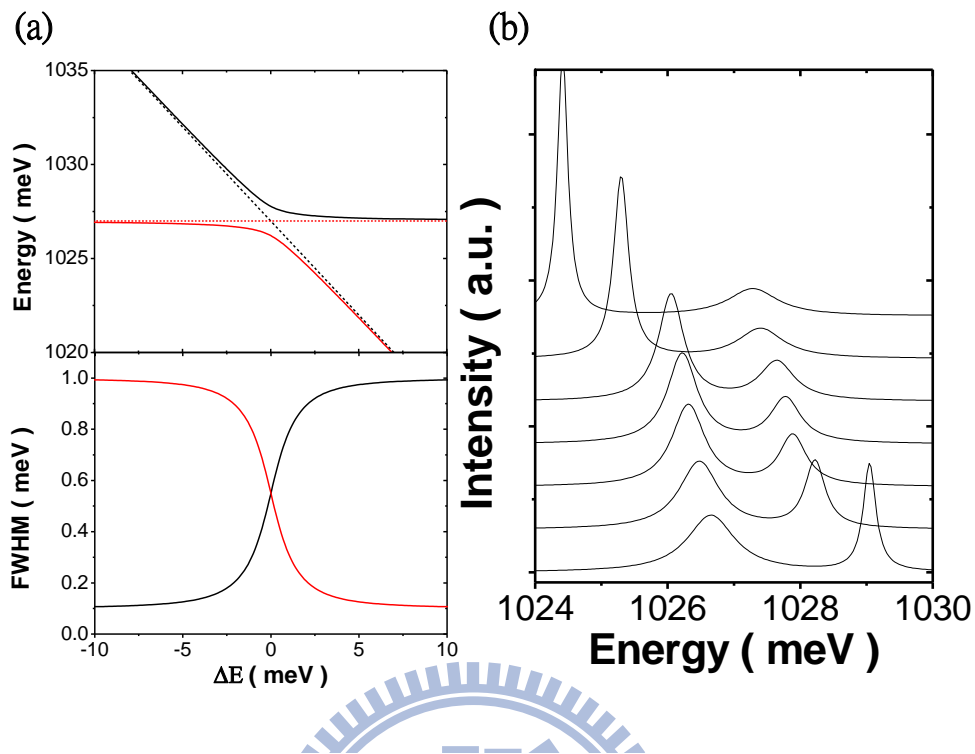 (a)
(b)
1035
1030
1025
1020
Energy ( meV )
1.0
0.8
0.6
0.4
0.2
0.0
FWHM ( meV )
-10 -5 0 5 10
ΔE ( meV )
Intensity ( a.u. )
1024 1026 1028 1030
Energy ( meV )